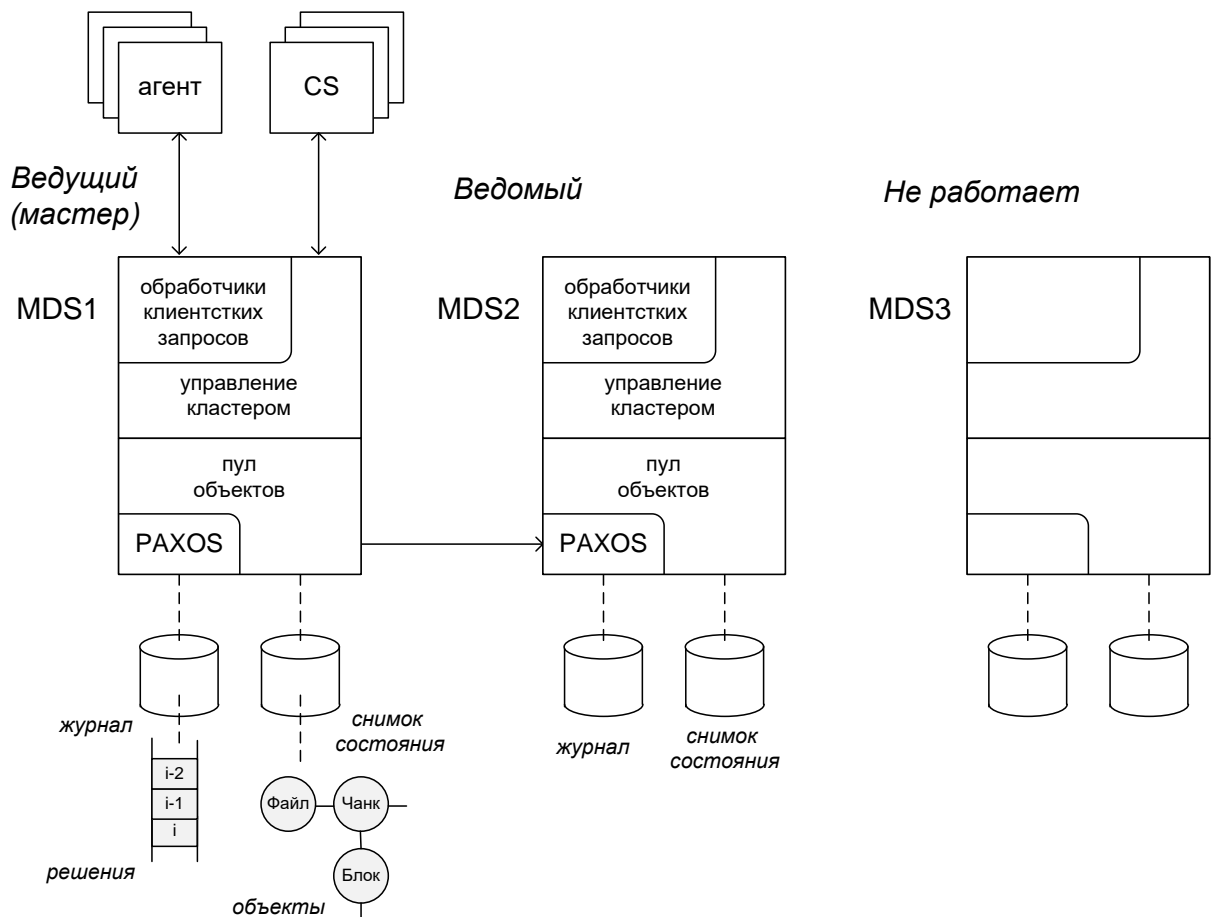 агент
CS
Ведущий
(мастер)
Ведомый
Не работает
MDS1
обработчики
клиентстких
запросов
управление
кластером
пул
объектов
PAXOS
MDS2
обработчики
клиентстких
запросов
управление
кластером
пул
объектов
PAXOS
MDS3
журнал
снимок
состояния
журнал
снимок
состояния
i-2
i-1
i
Файл
Чанк
Блок
решения
объекты